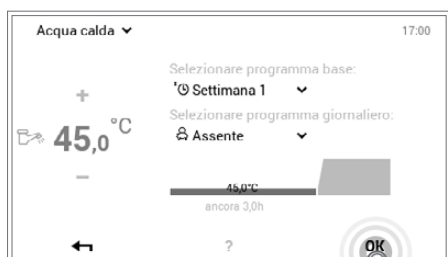 Acqua calda
17:00
Selezionare programma base:
Settimana 1
Selezionare programma giornaliero:
Assente
+
45,0 °C
−
45,0°C
ancora 3,0h
?
OK